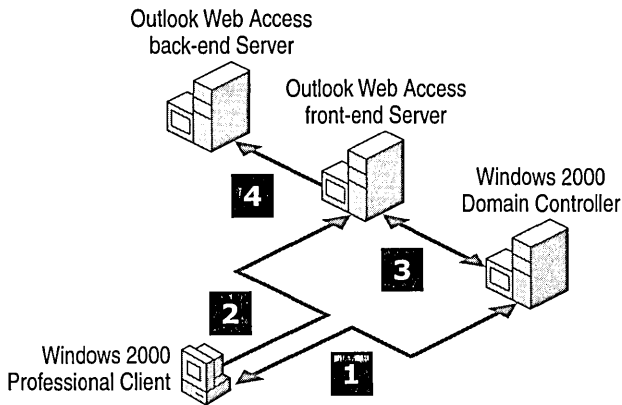 Outlook Web Access
back-end Server
Outlook Web Access
front-end Server
4
Windows 2000
Domain Controller
3
2
Windows 2000
Professional Client
1